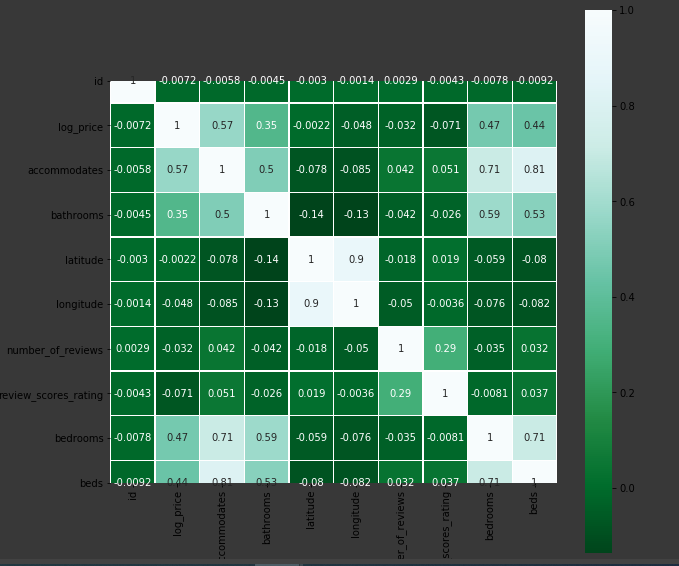 1.0
id 1 -0.0072 -0.0058 -0.0045 -0.003 -0.0014 0.0029 -0.0043 -0.0078 -0.0092
log_price -0.0072 1 0.57 0.35 -0.0022 -0.048 -0.032 -0.071 0.47 0.44
0.8
accommodates -0.0058 0.57 1 0.5 -0.078 -0.085 0.042 0.051 0.71 0.81
bathrooms -0.0045 0.35 0.5 1 -0.14 -0.13 -0.042 -0.026 0.59 0.53
0.6
latitude -0.003 -0.0022 -0.078 -0.14 1 0.9 -0.018 0.019 -0.059 -0.08
longitude -0.0014 -0.048 -0.085 -0.13 0.9 1 -0.05 -0.0036 -0.076 -0.082
0.4
number_of_reviews 0.0029 -0.032 0.042 -0.042 -0.018 -0.05 1 0.29 -0.035 0.032
review_scores_rating -0.0043 -0.071 0.051 -0.026 0.019 -0.0036 0.29 1 -0.0081 0.037
0.2
bedrooms -0.0078 0.47 0.71 0.59 -0.059 -0.076 -0.035 -0.0081 1 0.71
beds -0.0092 0.44 0.81 0.53 -0.08 -0.082 0.032 0.037 0.71 1
0.0
id
log_price
ccommodates
bathrooms
latitude
longitude
er_of_reviews
scores_rating
bedrooms
beds